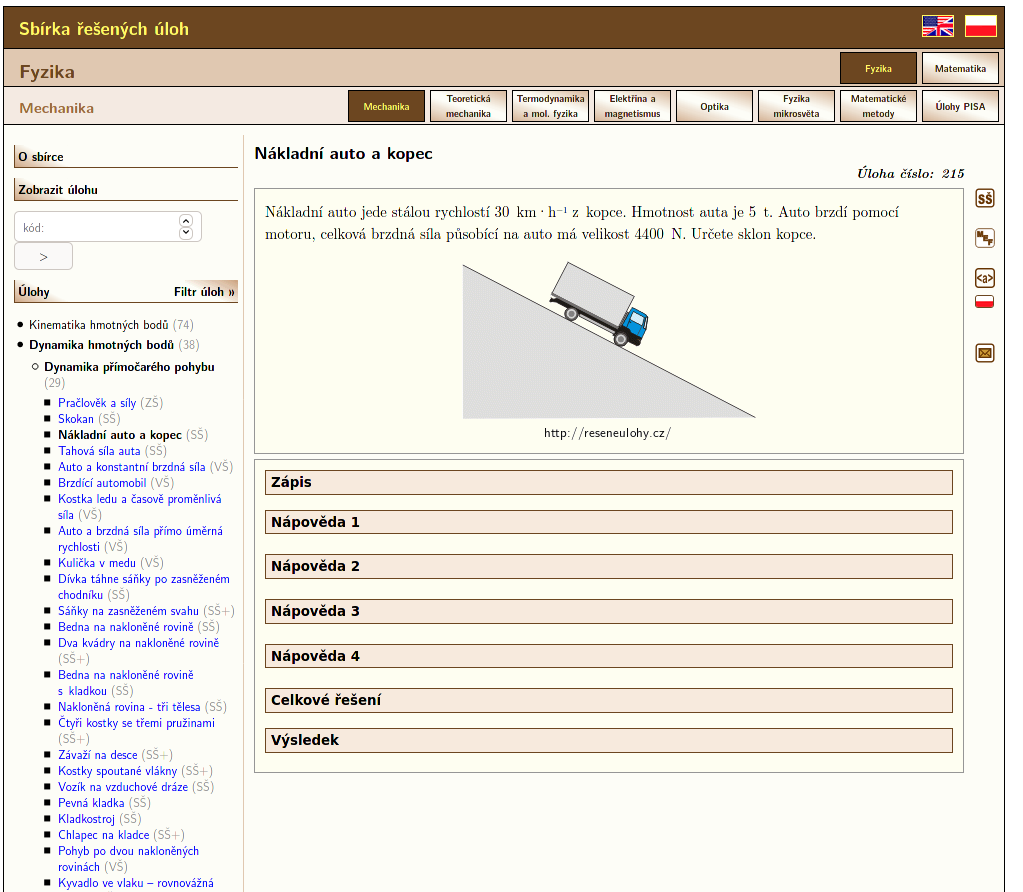 Sbírka řešených úloh
Fyzika
Fyzika
Matematika
Mechanika
Mechanika
Teoretická
mechanika
Termodynamika
a mol. fyzika
Elektřina a
magnetismus
Optika
Fyzika
mikrosvěta
Matematické
metody
Úlohy PISA
O sbírce
Zobrazit úlohu
kód:
>
Úlohy
Filtr úloh »
Kinematika hmotných bodů (74)
Dynamika hmotných bodů (38)
Dynamika přímočarého pohybu
(29)
Pračlověk a síly (ZŠ)
Skokan (SŠ)
Nákladní auto a kopec (SŠ)
Tahová síla auta (SŠ)
Auto a konstantní brzdná síla (VŠ)
Brzdící automobil (VŠ)
Kostka ledu a časově proměnlivá
síla (VŠ)
Auto a brzdná síla přímo úměrná
rychlosti (VŠ)
Kulička v medu (VŠ)
Dívka táhne sáňky po zasněženém
chodníku (SŠ)
Sáňky na zasněženém svahu (SŠ+)
Bedna na nakloněné rovině (SŠ)
Dva kvádry na nakloněné rovině
(SŠ+)
Bedna na nakloněné rovině
s kladkou (SŠ)
Nakloněná rovina - tři tělesa (SŠ)
Čtyři kostky se třemi pružinami
(SŠ+)
Závaží na desce (SŠ+)
Kostky spoutané vlákny (SŠ+)
Vozík na vzduchové dráze (SŠ)
Pevná kladka (SŠ)
Kladkostroj (SŠ)
Chlapec na kladce (SŠ+)
Pohyb po dvou nakloněných
rovinách (VŠ)
Kyvadlo ve vlaku – rovnovážná
Nákladní auto a kopec
Úloha číslo: 215
Nákladní auto jede stálou rychlostí 30 km·h⁻¹ z kopce. Hmotnost auta je 5 t. Auto brzdí pomocí
motoru, celková brzdná síla působící na auto má velikost 4400 N. Určete sklon kopce.
http://reseneulohy.cz/
Zápis
Nápověda 1
Nápověda 2
Nápověda 3
Nápověda 4
Celkové řešení
Výsledek
SŠ
<a>